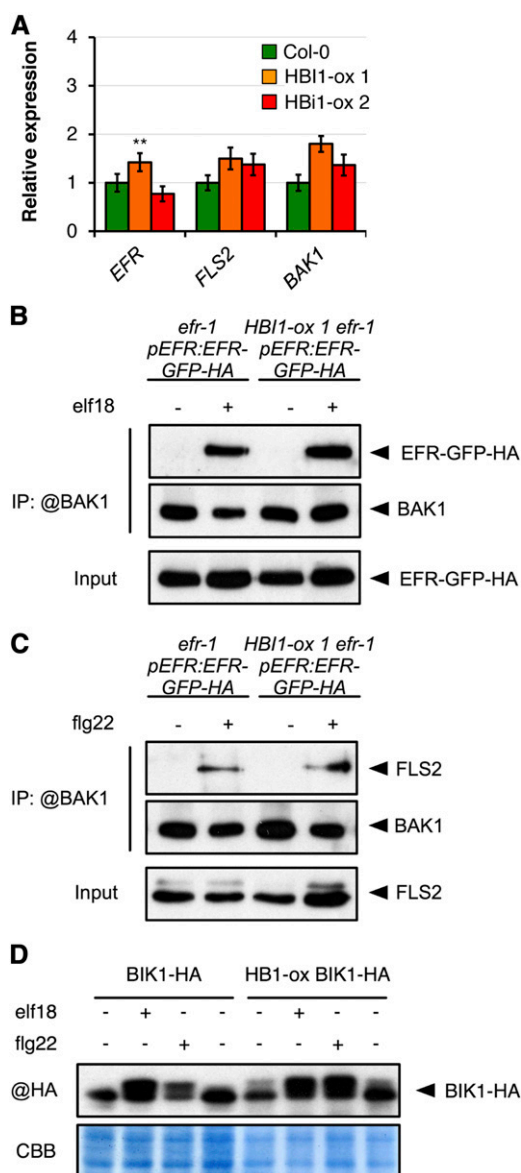 A
Relative expression
4
3
2
1
0
Col-0
HBI1-ox 1
HBi1-ox 2
**
EFR
FLS2
BAK1
B
efr-1 HBI1-ox 1 efr-1
pEFR:EFR- pEFR:EFR-
GFP-HA GFP-HA
elf18 - + - +
IP: @BAK1
EFR-GFP-HA
BAK1
Input EFR-GFP-HA
C
efr-1 HBI1-ox 1 efr-1
pEFR:EFR- pEFR:EFR-
GFP-HA GFP-HA
flg22 - + - +
IP: @BAK1
FLS2
BAK1
Input FLS2
D
BIK1-HA HB1-ox BIK1-HA
elf18 - + - - - + - -
flg22 - - + - - - + -
@HA BIK1-HA
CBB